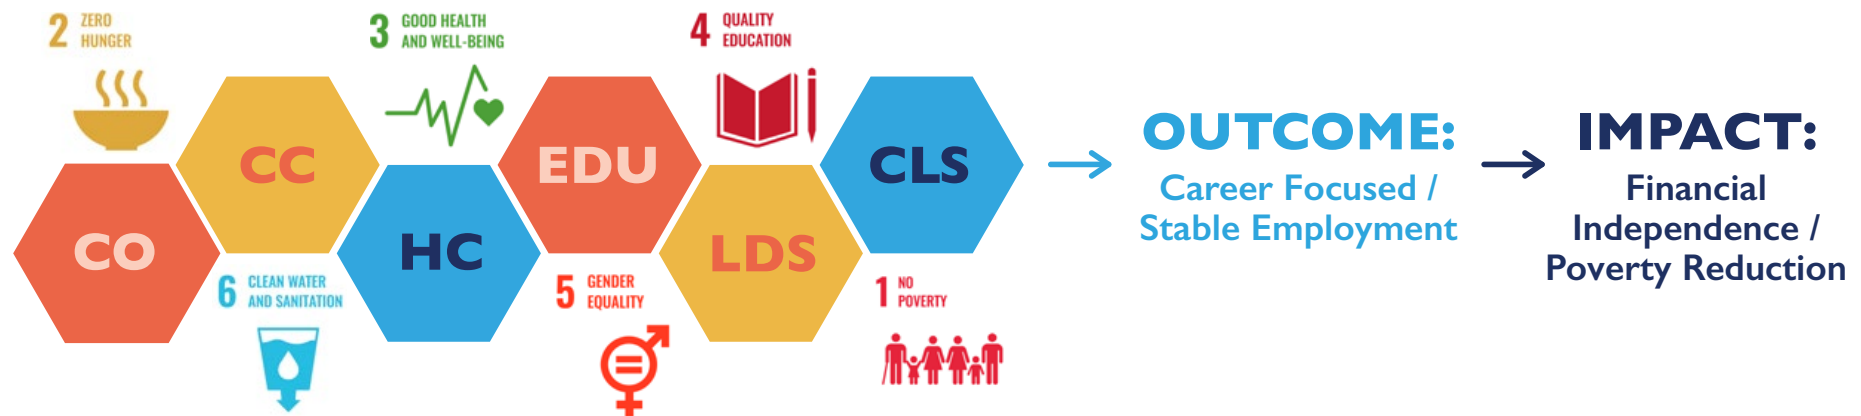 2 ZERO
HUNGER
3 GOOD HEALTH
AND WELL-BEING
4 QUALITY
EDUCATION
CO
CC
HC
EDU
LDS
CLS
6 CLEAN WATER
AND SANITATION
5 GENDER
EQUALITY
1 NO
POVERTY
OUTCOME:
Career Focused /
Stable Employment
IMPACT:
Financial
Independence /
Poverty Reduction